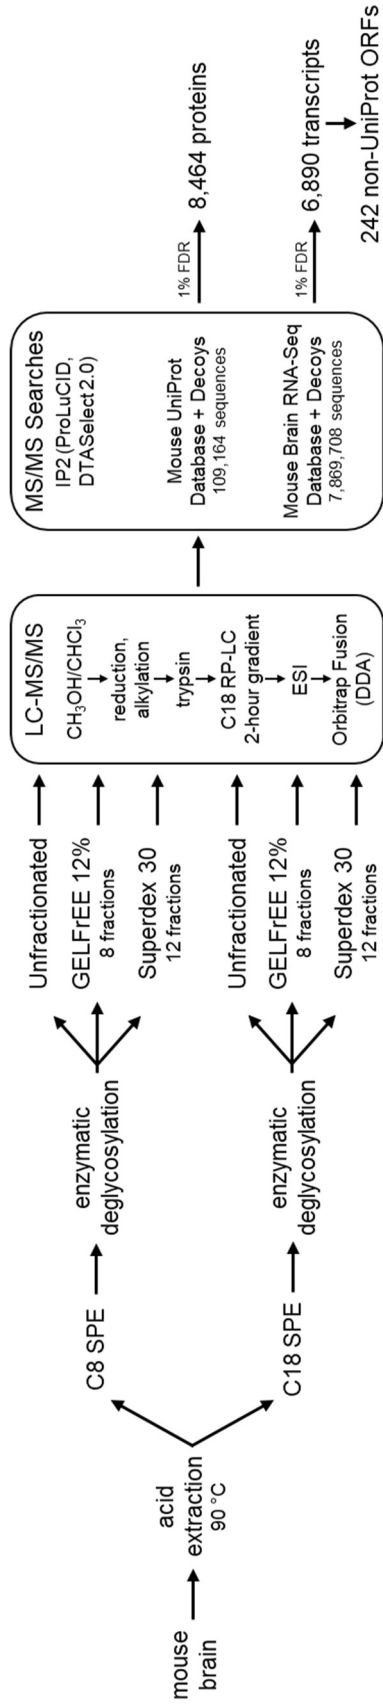 mouse
brain
acid
extraction
90 °C
C8 SPE
C18 SPE
enzymatic
deglycosylation
enzymatic
deglycosylation
Unfractionated
GELFrEE 12%
8 fractions
Superdex 30
12 fractions
Unfractionated
GELFrEE 12%
8 fractions
Superdex 30
12 fractions
LC-MS/MS
CH₃OH/CHCl₃
reduction,
alkylation
trypsin
C18 RP-LC
2-hour gradient
ESI
Orbitrap Fusion
(DDA)
MS/MS Searches
IP2 (ProLuCID,
DTASelect 2.0)
Mouse UniProt
Database + Decoys
109,164 sequences
Mouse Brain RNA-Seq
Database + Decoys
7,869,708 sequences
1% FDR
8,464 proteins
1% FDR
6,890 transcripts
242 non-UniProt ORFs